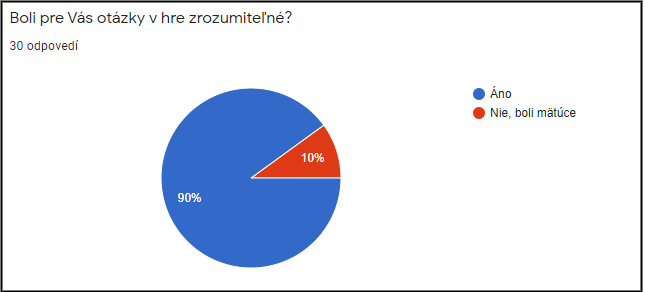 Boli pre Vás otázky v hre zrozumiteľné?
30 odpovedí
Áno
Nie, boli mätúce
10%
90%